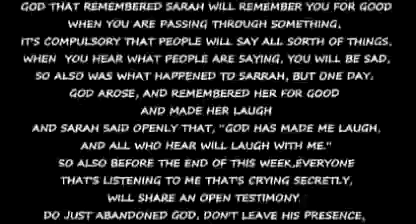 GOD THAT REMEMBERED SARAH WILL REMEMBER YOU FOR GOOD
WHEN YOU ARE PASSING THROUGH SOMETHING,
IT'S COMPULSORY THAT PEOPLE WILL SAY ALL SORTH OF THINGS.
WHEN YOU HEAR WHAT PEOPLE ARE SAYING, YOU WILL BE SAD,
SO ALSO WAS WHAT HAPPENED TO SARRAH, BUT ONE DAY,
GOD AROSE, AND REMEMBERED HER FOR GOOD
AND MADE HER LAUGH
AND SARAH SAID OPENLY THAT, "GOD HAS MADE ME LAUGH,
AND ALL WHO HEAR WILL LAUGH WITH ME."
SO ALSO BEFORE THE END OF THIS WEEK,EVERYONE
THAT'S LISTENING TO ME THAT'S CRYING SECRETLY,
WILL SHARE AN OPEN TESTIMONY
DO JUST ABANDONED GOD, DON'T LEAVE HIS PRESENCE,